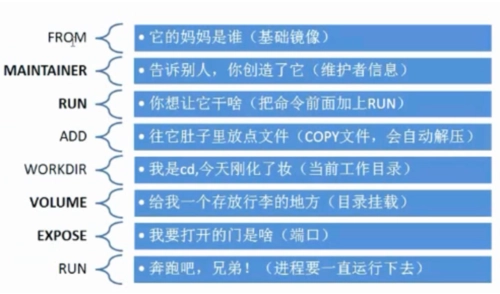 FROM
• 它的妈妈是谁（基础镜像）
MAINTAINER
• 告诉别人，你创造了它（维护者信息）
RUN
• 你想让它干啥（把命令前面加上RUN）
ADD
• 往它肚子里放点文件（COPY文件，会自动解压）
WORKDIR
• 我是cd,今天刚化了妆（当前工作目录）
VOLUME
• 给我一个存放行李的地方（目录挂载）
EXPOSE
• 我要打开的门是啥（端口）
RUN
• 奔跑吧，兄弟！（进程要一直运行下去）